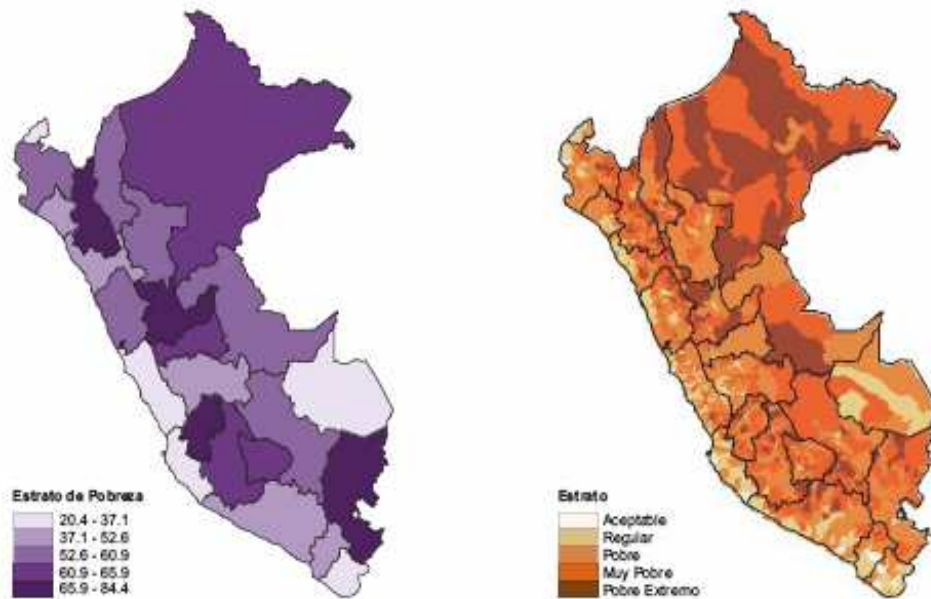 Estrato de Pobreza
20.4 - 37.1
37.1 - 52.6
52.6 - 60.9
60.9 - 65.9
65.9 - 84.4
Estrato
Aceptable
Regular
Pobre
Muy Pobre
Pobre Extremo